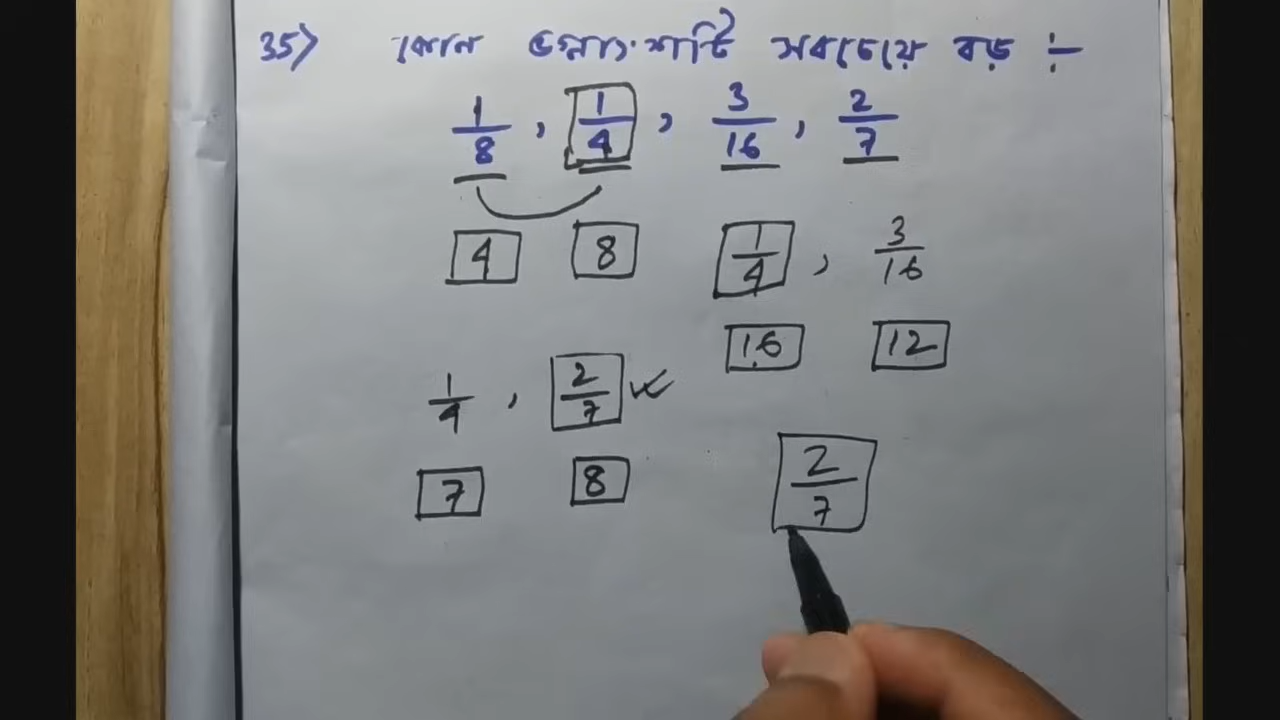 35) কোন ভগ্নাংশটি সবচেয়ে বড় :-
1/8 , 1/4 , 3/16 , 2/7
4 8 1/4 , 3/16
16 12
1/4 , 2/7
7 8 2/7